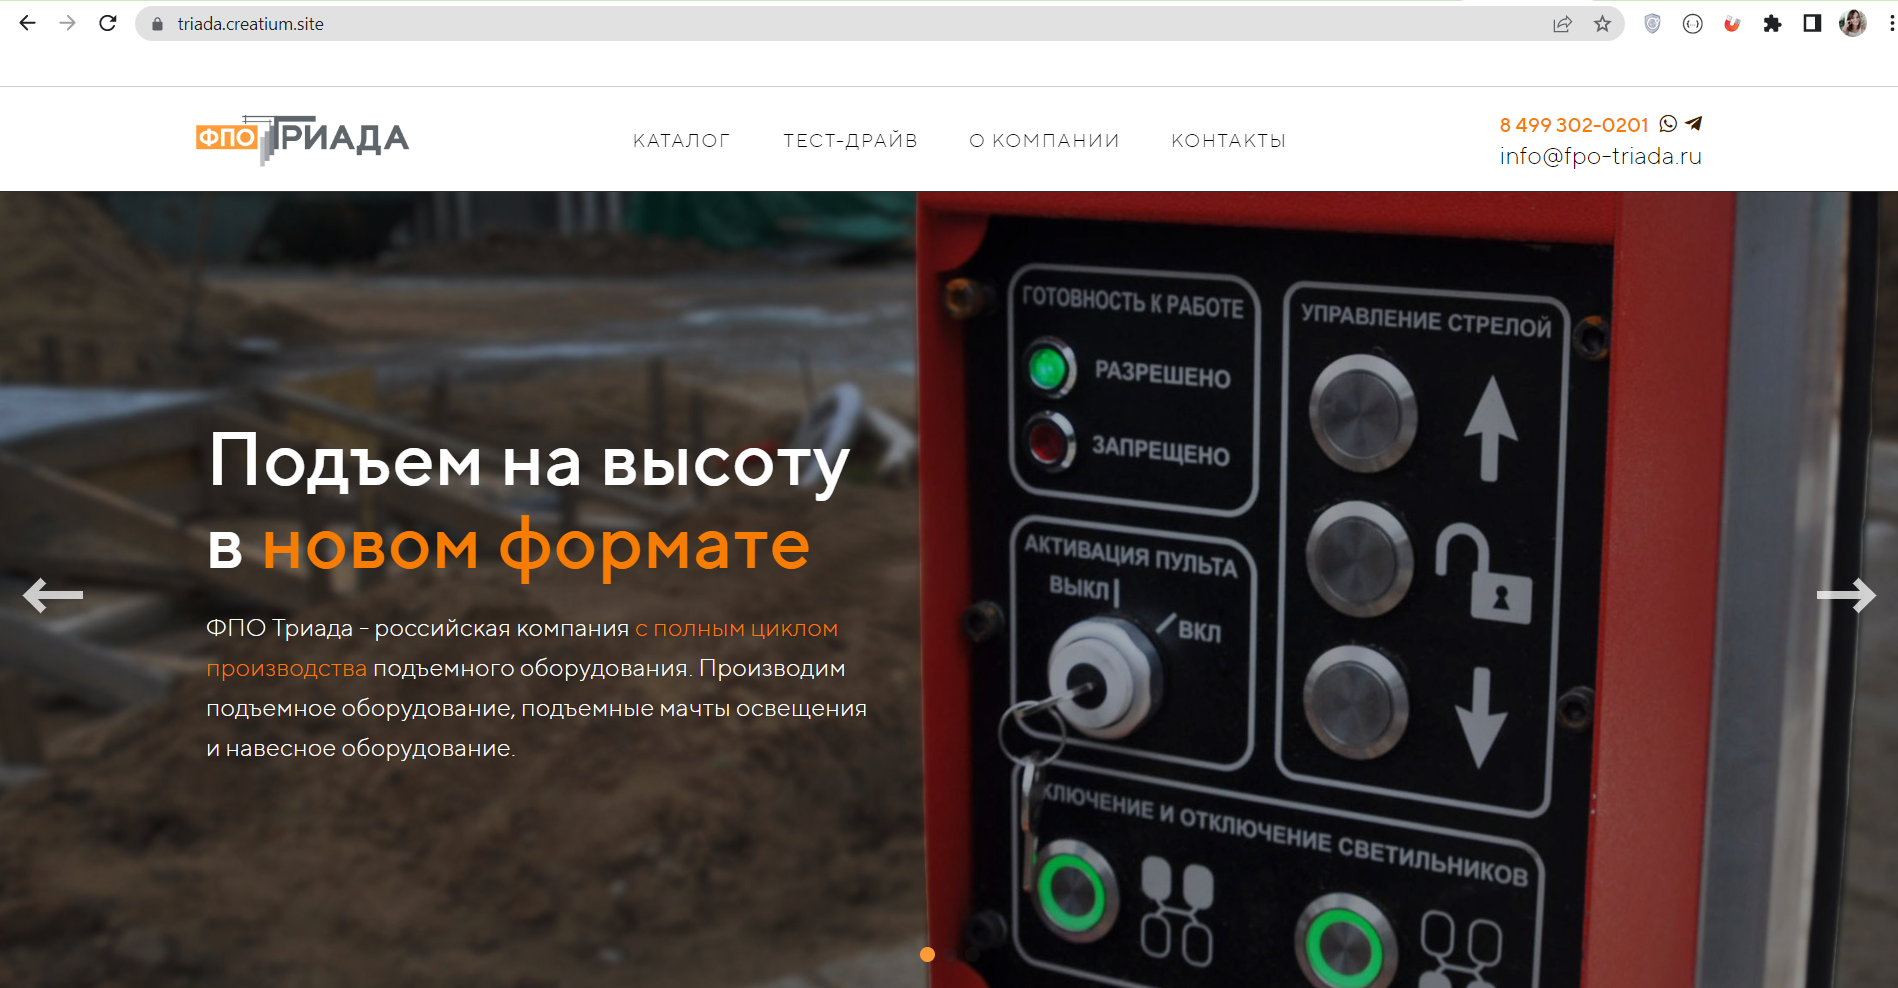 triada.creatium.site
ФПО ТРИАДА
КАТАЛОГ
ТЕСТ-ДРАЙВ
О КОМПАНИИ
КОНТАКТЫ
8 499 302-0201
info@fpo-triada.ru
Подъем на высоту
в новом формате
ФПО Триада - российская компания с полным циклом
производства подъемного оборудования. Производим
подъемное оборудование, подъемные мачты освещения
и навесное оборудование.
ГОТОВНОСТЬ К РАБОТЕ
РАЗРЕШЕНО
ЗАПРЕЩЕНО
УПРАВЛЕНИЕ СТРЕЛОЙ
АКТИВАЦИЯ ПУЛЬТА
ВЫКЛ
ВКЛ
КЛЮЧЕНИЕ И ОТКЛЮЧЕНИЕ СВЕТИЛЬНИКОВ